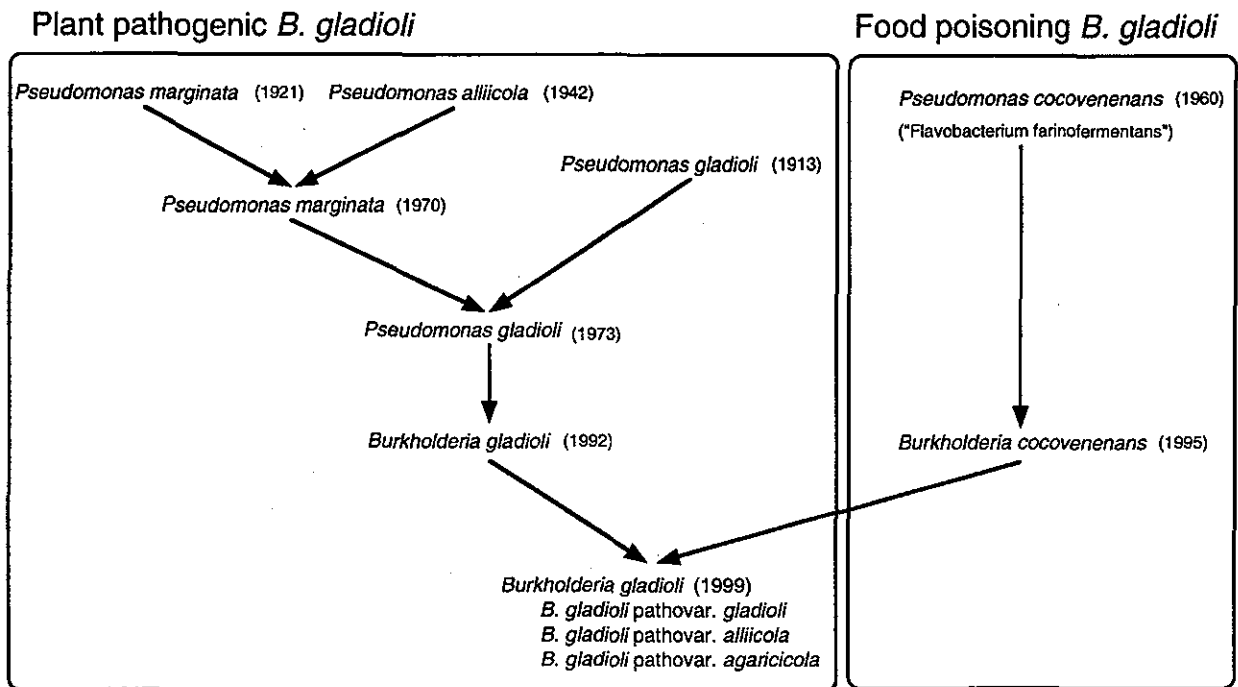 Plant pathogenic B. gladioli
Food poisoning B. gladioli
Pseudomonas marginata (1921)
Pseudomonas alliicola (1942)
Pseudomonas cocovenenans (1960)
("Flavobacterium farinofermentans")
Pseudomonas gladioli (1913)
Pseudomonas marginata (1970)
Pseudomonas gladioli (1973)
Burkholderia gladioli (1992)
Burkholderia cocovenenans (1995)
Burkholderia gladioli (1999)
B. gladioli pathovar. gladioli
B. gladioli pathovar. alliicola
B. gladioli pathovar. agaricicola